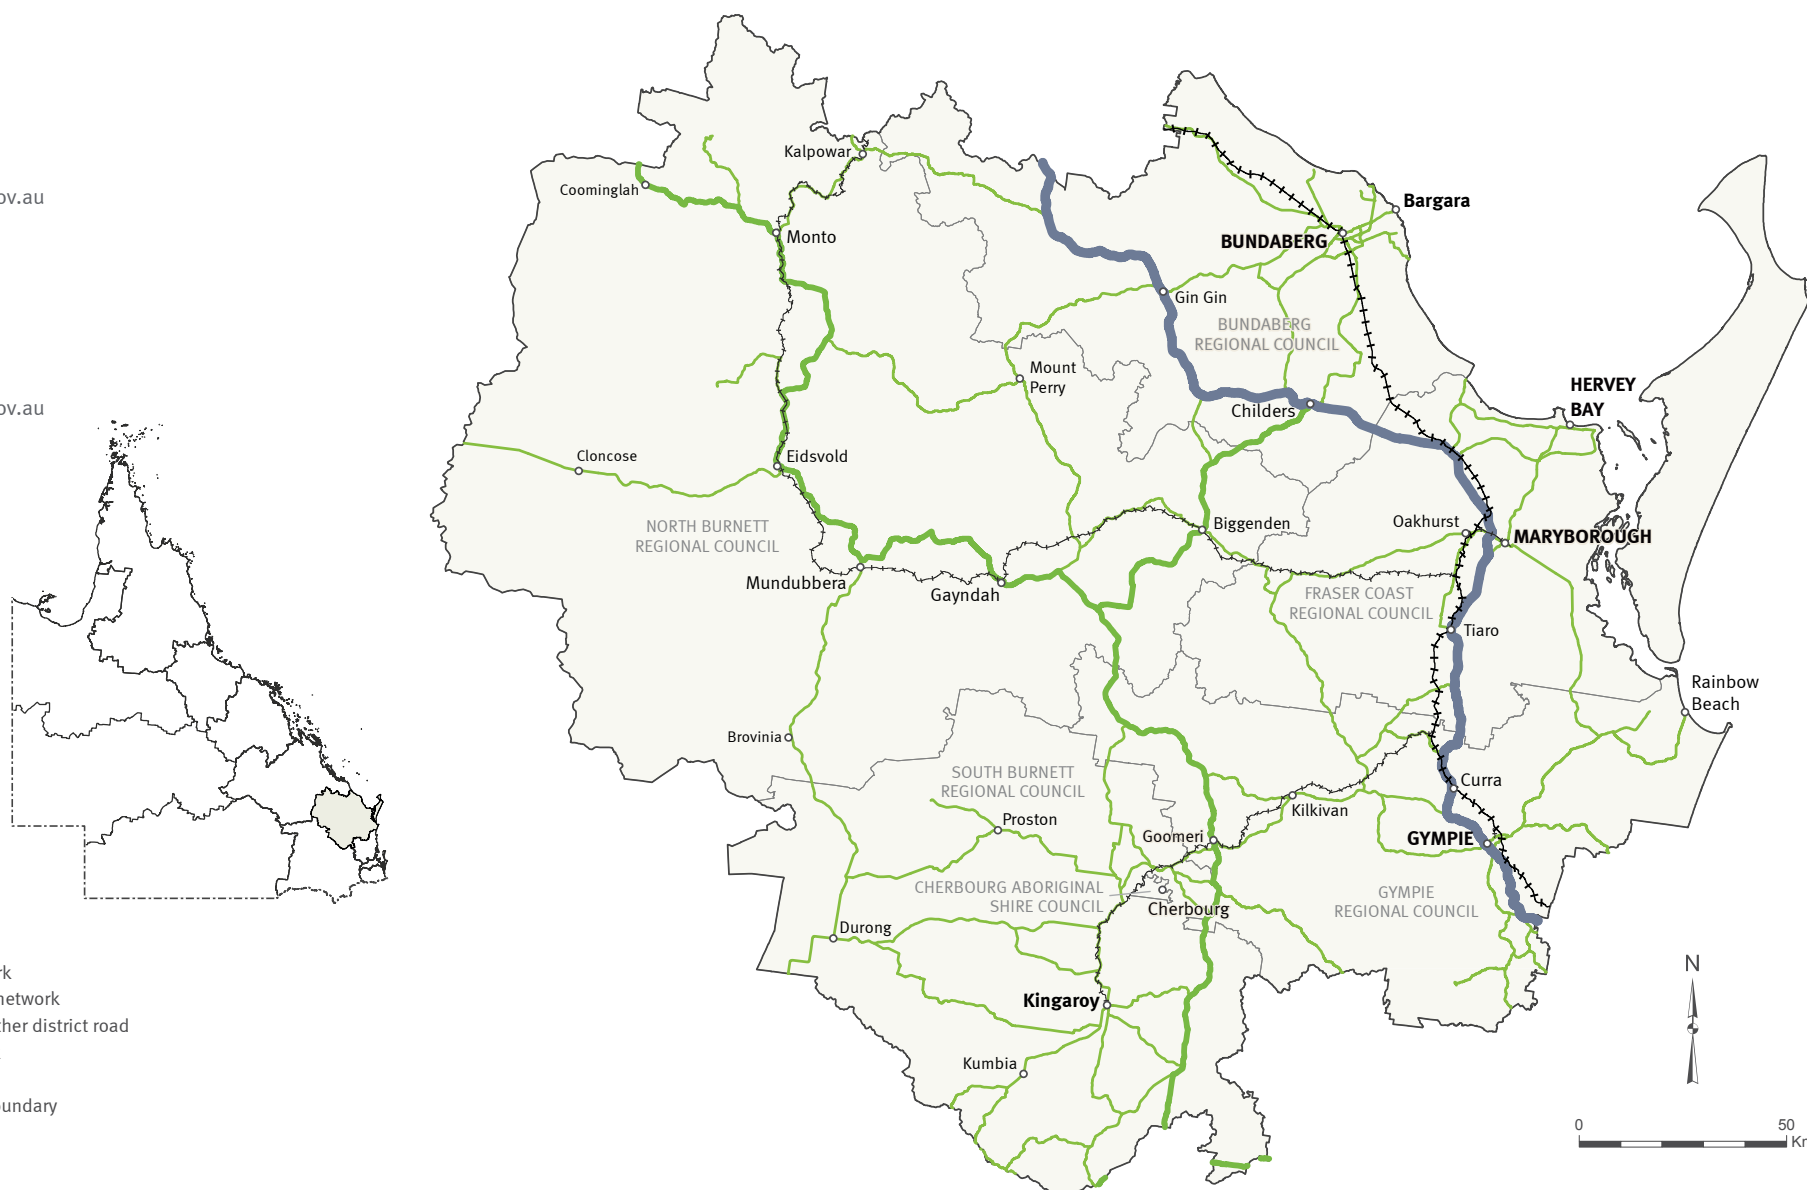 ov.au
ov.au
rk
network
ther district road
oundary
Kalpowar
Coominglah
Monto
Bargara
BUNDABERG
Gin Gin
BUNDABERG
REGIONAL COUNCIL
Mount
Perry
HERVEY
BAY
Childers
Cloncose
Eidsvold
NORTH BURNETT
REGIONAL COUNCIL
Biggenden
Oakhurst
MARYBOROUGH
Mundubbera
Gayndah
FRASER COAST
REGIONAL COUNCIL
Tiaro
Rainbow
Beach
Brovinia
SOUTH BURNETT
REGIONAL COUNCIL
Curra
Kilkivan
Proston
Goomeri
GYMPIE
CHERBOURG ABORIGINAL
SHIRE COUNCIL
Cherbourg
GYMPIE
REGIONAL COUNCIL
Durong
N
Kingaroy
Kumbia
0 50